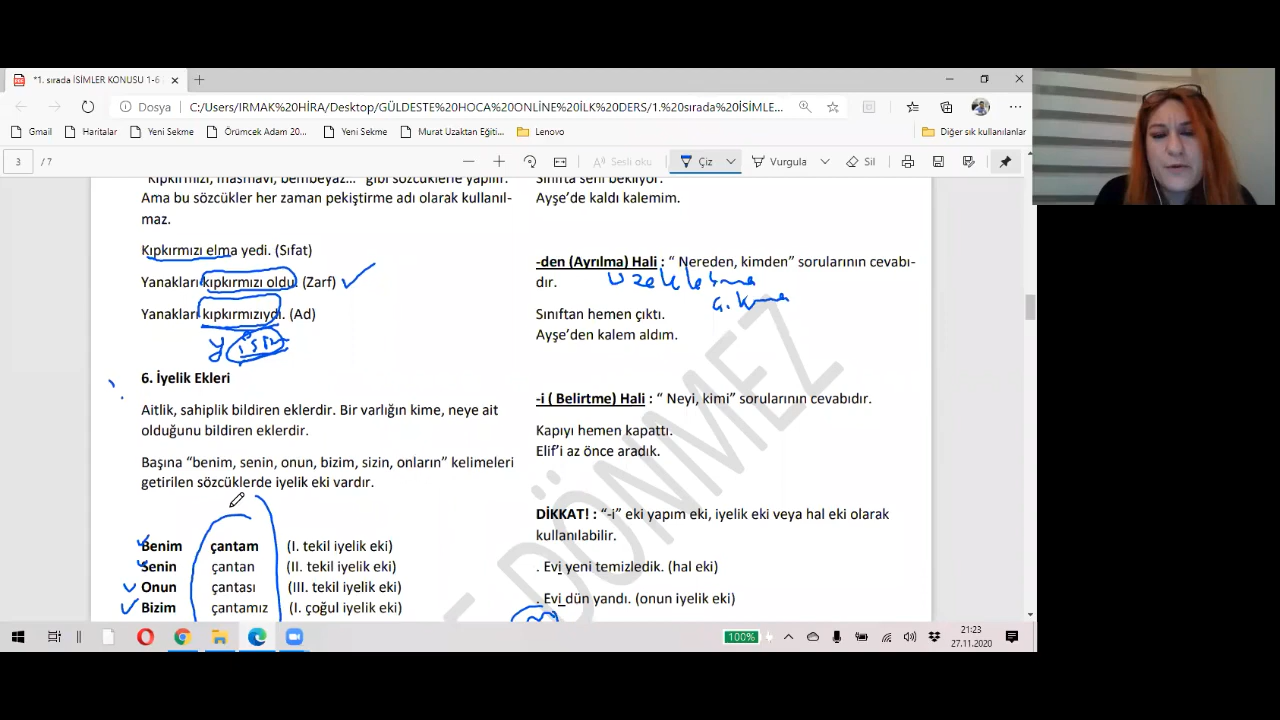 *1. sırada İSİMLER KONUSU 1-6
Dosya
C:/Users/IRMAK%20HİRA/Desktop/GÜLDESTE%20HOCA%20ONLİNE%20İLK%20DERS/1.%20sırada%20İSİMLE...
Gmail
Haritalar
Yeni Sekme
Örümcek Adam 20...
Yeni Sekme
Murat Uzaktan Eğiti...
Lenovo
Diğer sık kullanılanlar
3 / 7
Sesli oku
Çiz
Vurgula
Sil
"Kıpkırmızı, masmavi, bembeyaz..." gibi sözcüklerle yapılır.
Ama bu sözcükler her zaman pekiştirme adı olarak kullanıl-
maz.
Kıpkırmızı elma yedi. (Sıfat)
Yanakları kıpkırmızı oldu. (Zarf)
Yanakları kıpkırmızıydı. (Ad)
y isim
6. İyelik Ekleri
Aitlik, sahiplik bildiren eklerdir. Bir varlığın kime, neye ait
olduğunu bildiren eklerdir.
Başına "benim, senin, onun, bizim, sizin, onların" kelimeleri
getirilen sözcüklerde iyelik eki vardır.
Benim çantam (I. tekil iyelik eki)
Senin çantan (II. tekil iyelik eki)
Onun çantası (III. tekil iyelik eki)
Bizim çantamız (I. çoğul iyelik eki)
Sınıfta seni bekliyor.
Ayşe'de kaldı kalemim.
-den (Ayrılma) Hali : " Nereden, kimden" sorularının cevabı-
dır.
uzaklaşma
çıkma
Sınıftan hemen çıktı.
Ayşe'den kalem aldım.
-i ( Belirtme) Hali : " Neyi, kimi" sorularının cevabıdır.
Kapıyı hemen kapattı.
Elif'i az önce aradık.
DİKKAT! : "-i" eki yapım eki, iyelik eki veya hal eki olarak
kullanılabilir.
. Evi yeni temizledik. (hal eki)
. Evi dün yandı. (onun iyelik eki)
DÖNMEZ
100%
21:23
27.11.2020